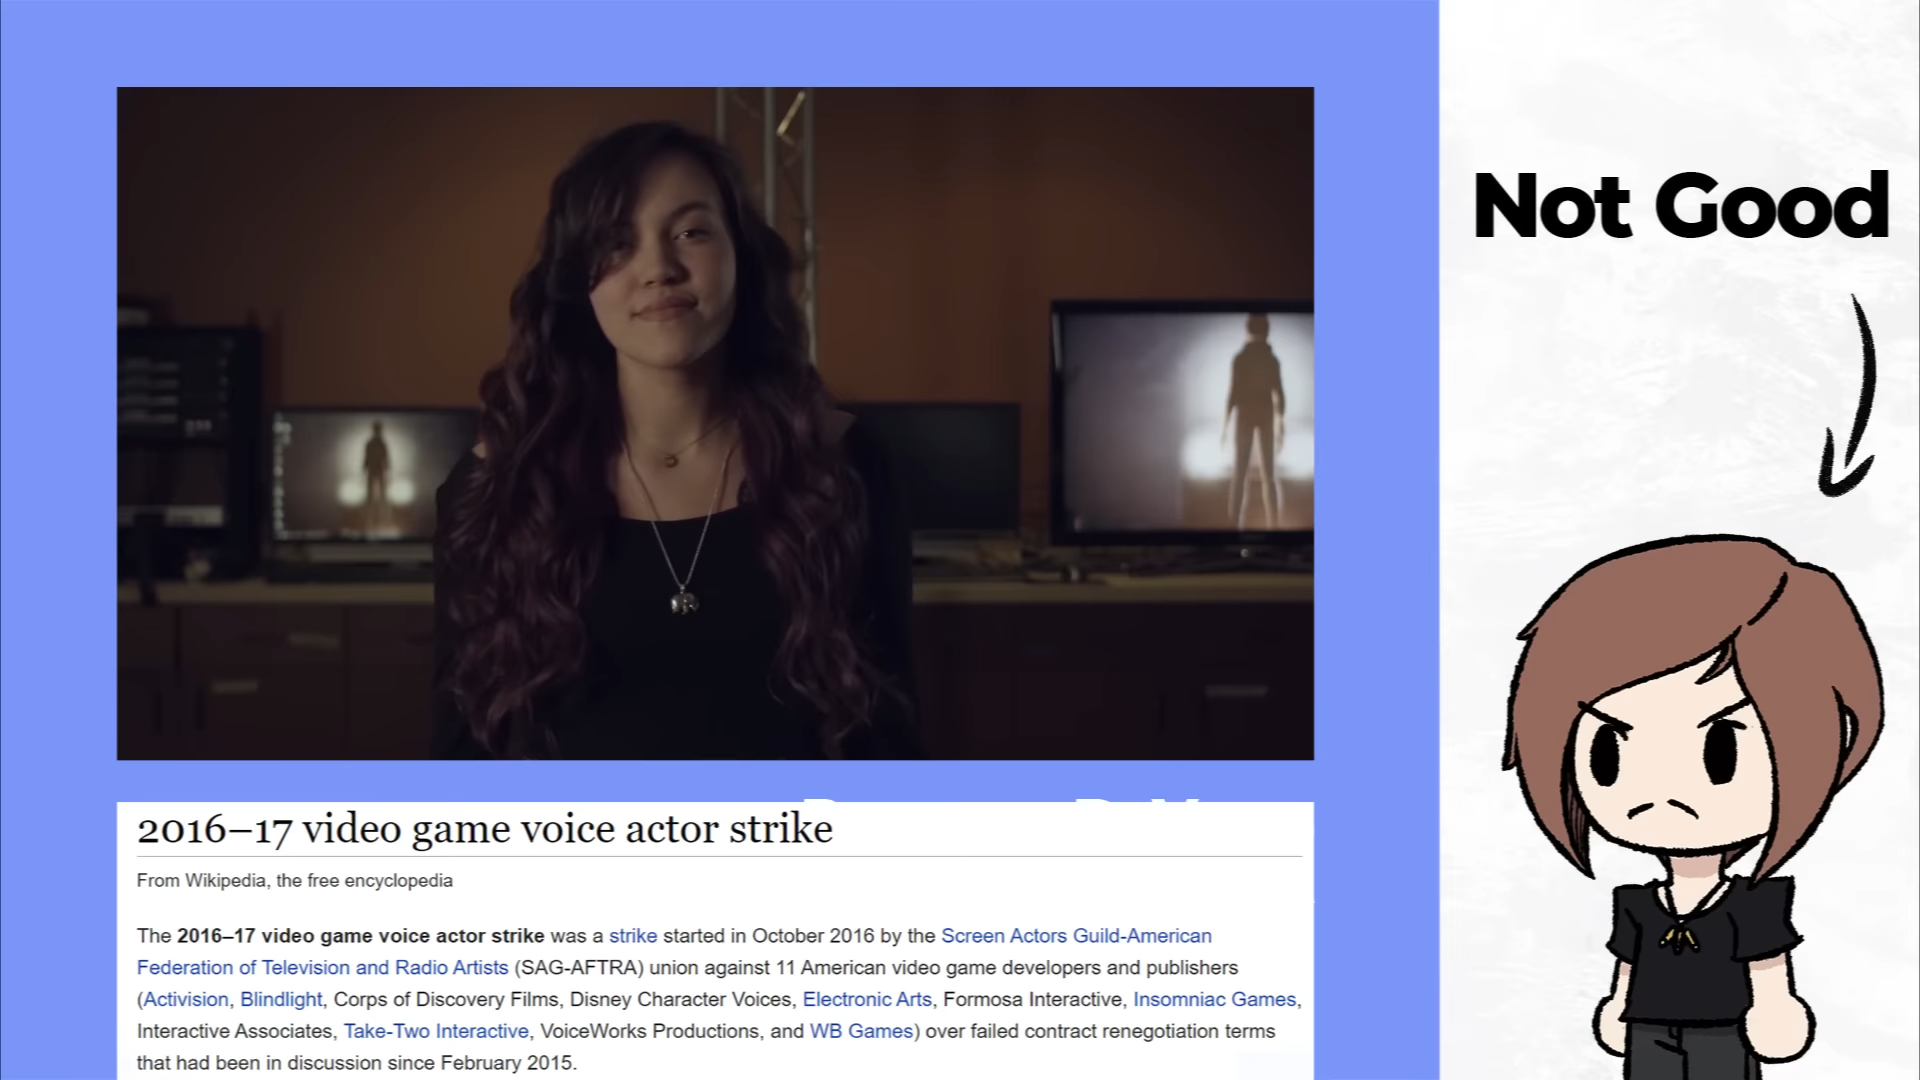 Not Good
2016–17 video game voice actor strike
From Wikipedia, the free encyclopedia
The 2016–17 video game voice actor strike was a strike started in October 2016 by the Screen Actors Guild-American
Federation of Television and Radio Artists (SAG-AFTRA) union against 11 American video game developers and publishers
(Activision, Blindlight, Corps of Discovery Films, Disney Character Voices, Electronic Arts, Formosa Interactive, Insomniac Games,
Interactive Associates, Take-Two Interactive, VoiceWorks Productions, and WB Games) over failed contract renegotiation terms
that had been in discussion since February 2015.